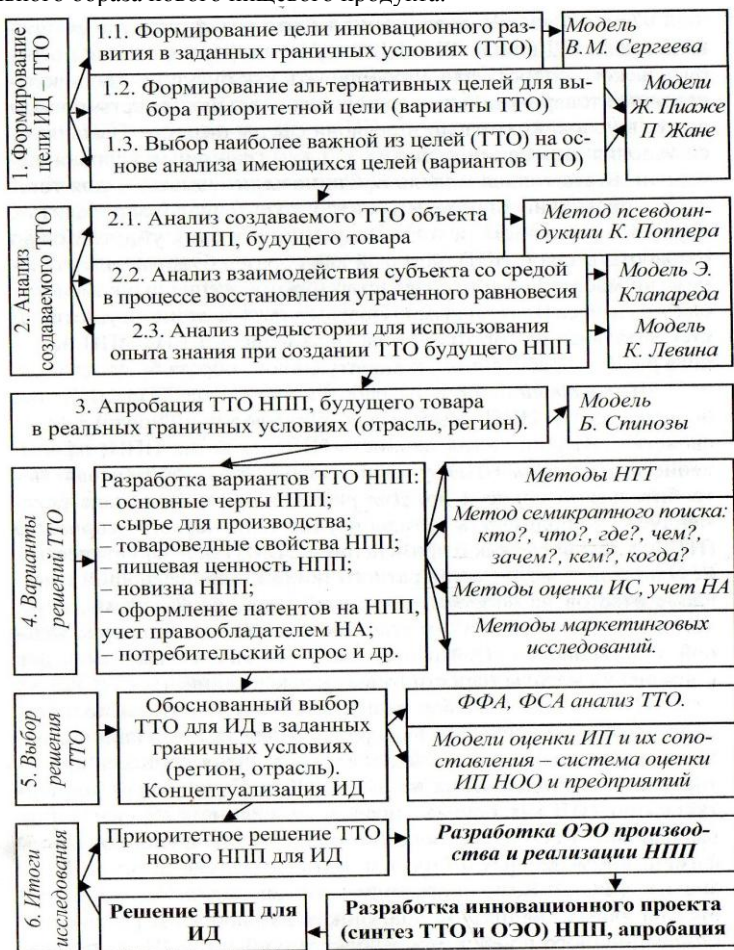 льного образа нового пищевого продукта.
1. Формирование
цели ИД – ТТО
1.1. Формирование цели инновационного раз-
вития в заданных граничных условиях (ТТО)
Модель
В.М. Сергеева
1.2. Формирование альтернативных целей для вы-
бора приоритетной цели (варианты ТТО)
1.3. Выбор наиболее важной из целей (ТТО) на ос-
нове анализа имеющихся целей (вариантов ТТО)
Модели
Ж. Пиаже
П Жане
2. Анализ
создаваемого ТТО
2.1. Анализ создаваемого ТТО объекта
НПП, будущего товара
Метод псевдоин-
дукции К. Поппера
2.2. Анализ взаимодействия субъекта со средой
в процессе восстановления утраченного равновесия
Модель Э.
Клапареда
2.3. Анализ предыстории для использования
опыта знания при создании ТТО будущего НПП
Модель
К. Левина
3. Апробация ТТО НПП, будущего товара
в реальных граничных условиях (отрасль, регион).
Модель
Б. Спинозы
4. Варианты
решений ТТО
Разработка вариантов ТТО НПП:
– основные черты НПП;
– сырье для производства;
– товароведные свойства НПП;
– пищевая ценность НПП;
– новизна НПП;
– оформление патентов на НПП,
учет правообладателем НА;
– потребительский спрос и др.
Методы НТТ
Метод семикратного поиска:
кто?, что?, где?, чем?,
зачем?, кем?, когда?
Методы оценки ИС, учет НА
Методы маркетинговых
исследований.
5. Выбор
решения
ТТО
Обоснованный выбор
ТТО для ИД в заданных
граничных условиях
(регион, отрасль).
Концептуализация ИД
ФФА, ФСА анализ ТТО.
Модели оценки ИП и их сопо-
ставления – система оценки
ИП НОО и предприятий
6. Итоги
исследования
Приоритетное решение ТТО
нового НПП для ИД
Разработка ОЭО производ-
ства и реализации НПП
Решение НПП для
ИД
Разработка инновационного проекта
(синтез ТТО и ОЭО) НПП, апробация